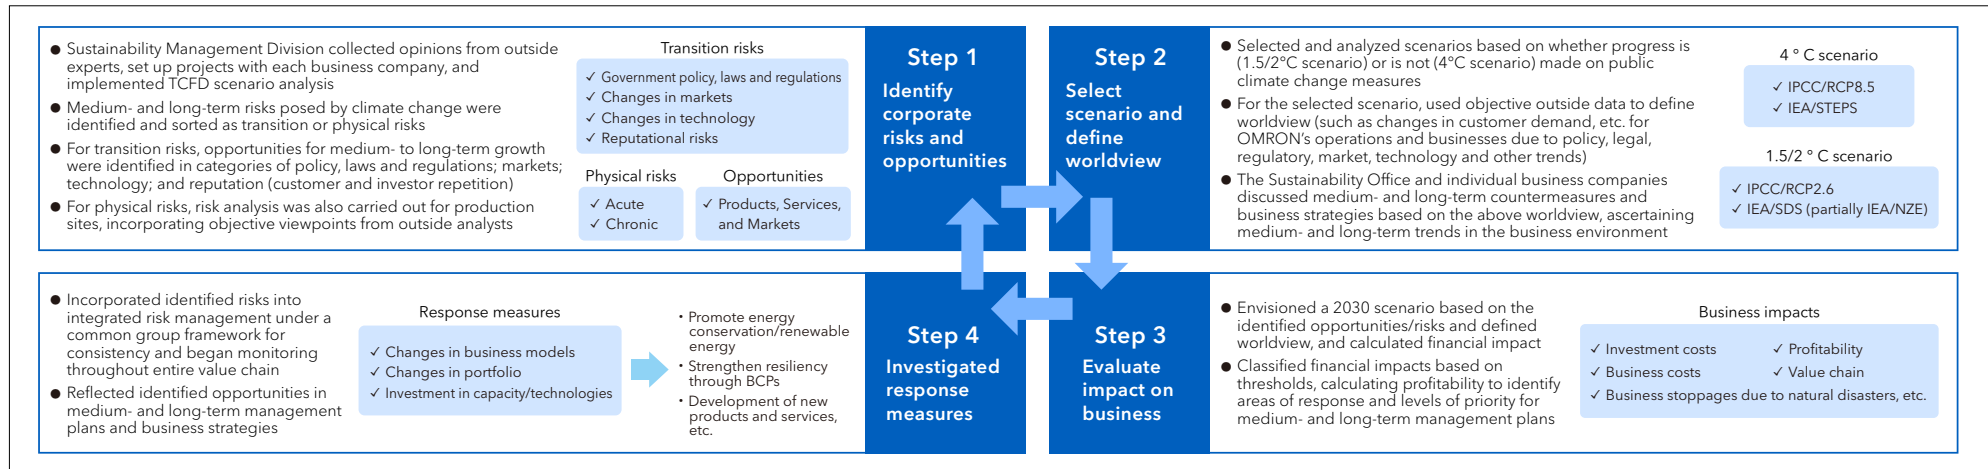 ● Sustainability Management Division collected opinions from outside
experts, set up projects with each business company, and
implemented TCFD scenario analysis
● Medium- and long-term risks posed by climate change were
identified and sorted as transition or physical risks
● For transition risks, opportunities for medium- to long-term growth
were identified in categories of policy, laws and regulations; markets;
technology; and reputation (customer and investor repetition)
● For physical risks, risk analysis was also carried out for production
sites, incorporating objective viewpoints from outside analysts
Transition risks
✓ Government policy, laws and regulations
✓ Changes in markets
✓ Changes in technology
✓ Reputational risks
Physical risks
✓ Acute
✓ Chronic
Opportunities
✓ Products, Services,
and Markets
Step 1
Identify
corporate
risks and
opportunities
Step 2
Select
scenario and
define
worldview
● Selected and analyzed scenarios based on whether progress is
(1.5/2°C scenario) or is not (4°C scenario) made on public
climate change measures
● For the selected scenario, used objective outside data to define
worldview (such as changes in customer demand, etc. for
OMRON's operations and businesses due to policy, legal,
regulatory, market, technology and other trends)
● The Sustainability Office and individual business companies
discussed medium- and long-term countermeasures and
business strategies based on the above worldview, ascertaining
medium- and long-term trends in the business environment
4 ° C scenario
✓ IPCC/RCP8.5
✓ IEA/STEPS
1.5/2 ° C scenario
✓ IPCC/RCP2.6
✓ IEA/SDS (partially IEA/NZE)
● Incorporated identified risks into
integrated risk management under a
common group framework for
consistency and began monitoring
throughout entire value chain
● Reflected identified opportunities in
medium- and long-term management
plans and business strategies
Response measures
✓ Changes in business models
✓ Changes in portfolio
✓ Investment in capacity/technologies
・Promote energy
conservation/renewable
energy
・Strengthen resiliency
through BCPs
・Development of new
products and services,
etc.
Step 4
Investigated
response
measures
Step 3
Evaluate
impact on
business
● Envisioned a 2030 scenario based on the
identified opportunities/risks and defined
worldview, and calculated financial impact
● Classified financial impacts based on
thresholds, calculating profitability to identify
areas of response and levels of priority for
medium- and long-term management plans
Business impacts
✓ Investment costs ✓ Profitability
✓ Business costs ✓ Value chain
✓ Business stoppages due to natural disasters, etc.